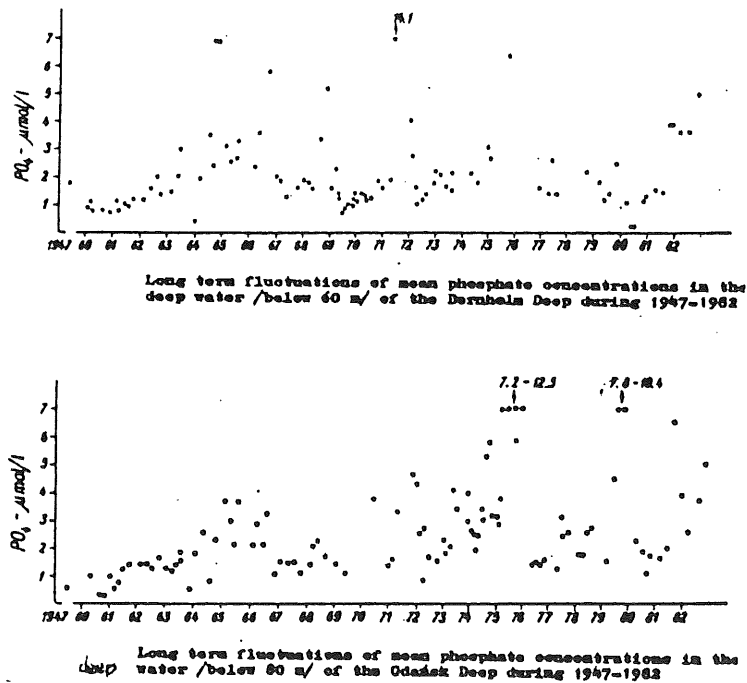 7
6
5
4
3
2
1
PO4 - μmol/l
1947 60 61 62 63 64 65 66 67 68 69 70 71 72 73 74 75 76 77 78 79 80 81 82
Long term fluctuations of mean phosphate concentrations in the
deep water /below 60 m/ of the Bornholm Deep during 1947-1982
7.2 - 12.3
7
6
5
4
3
2
1
PO4 - μmol/l
1947 60 61 62 63 64 65 66 67 68 69 70 71 72 73 74 75 76 77 78 79 80 81 82
Long term fluctuations of mean phosphate concentrations in the
deep water /below 80 m/ of the Gdańsk Deep during 1947-1982